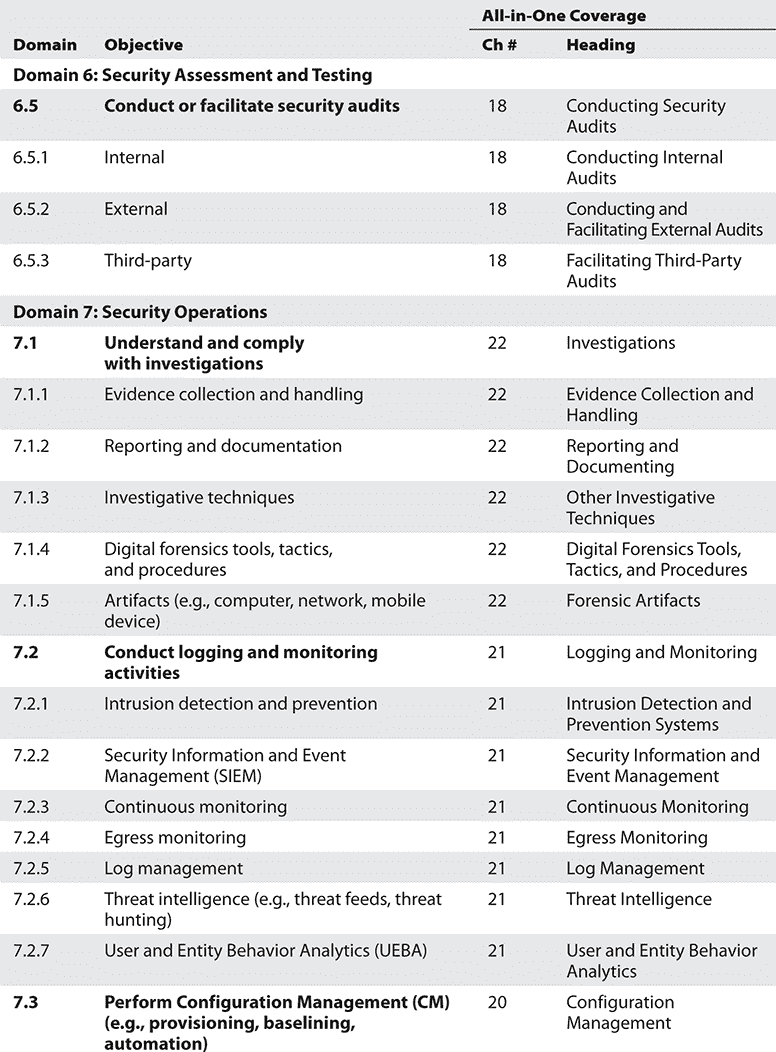 All-in-One Coverage
Domain Objective Ch # Heading
Domain 6: Security Assessment and Testing
6.5 Conduct or facilitate security audits 18 Conducting Security
Audits
6.5.1 Internal 18 Conducting Internal
Audits
6.5.2 External 18 Conducting and
Facilitating External Audits
6.5.3 Third-party 18 Facilitating Third-Party
Audits
Domain 7: Security Operations
7.1 Understand and comply 22 Investigations
with investigations
7.1.1 Evidence collection and handling 22 Evidence Collection and
Handling
7.1.2 Reporting and documentation 22 Reporting and
Documenting
7.1.3 Investigative techniques 22 Other Investigative
Techniques
7.1.4 Digital forensics tools, tactics, 22 Digital Forensics Tools,
and procedures Tactics, and Procedures
7.1.5 Artifacts (e.g., computer, network, mobile 22 Forensic Artifacts
device)
7.2 Conduct logging and monitoring 21 Logging and Monitoring
activities
7.2.1 Intrusion detection and prevention 21 Intrusion Detection and
Prevention Systems
7.2.2 Security Information and Event 21 Security Information and
Management (SIEM) Event Management
7.2.3 Continuous monitoring 21 Continuous Monitoring
7.2.4 Egress monitoring 21 Egress Monitoring
7.2.5 Log management 21 Log Management
7.2.6 Threat intelligence (e.g., threat feeds, threat 21 Threat Intelligence
hunting)
7.2.7 User and Entity Behavior Analytics (UEBA) 21 User and Entity Behavior
Analytics
7.3 Perform Configuration Management (CM) 20 Configuration
(e.g., provisioning, baselining, Management
automation)